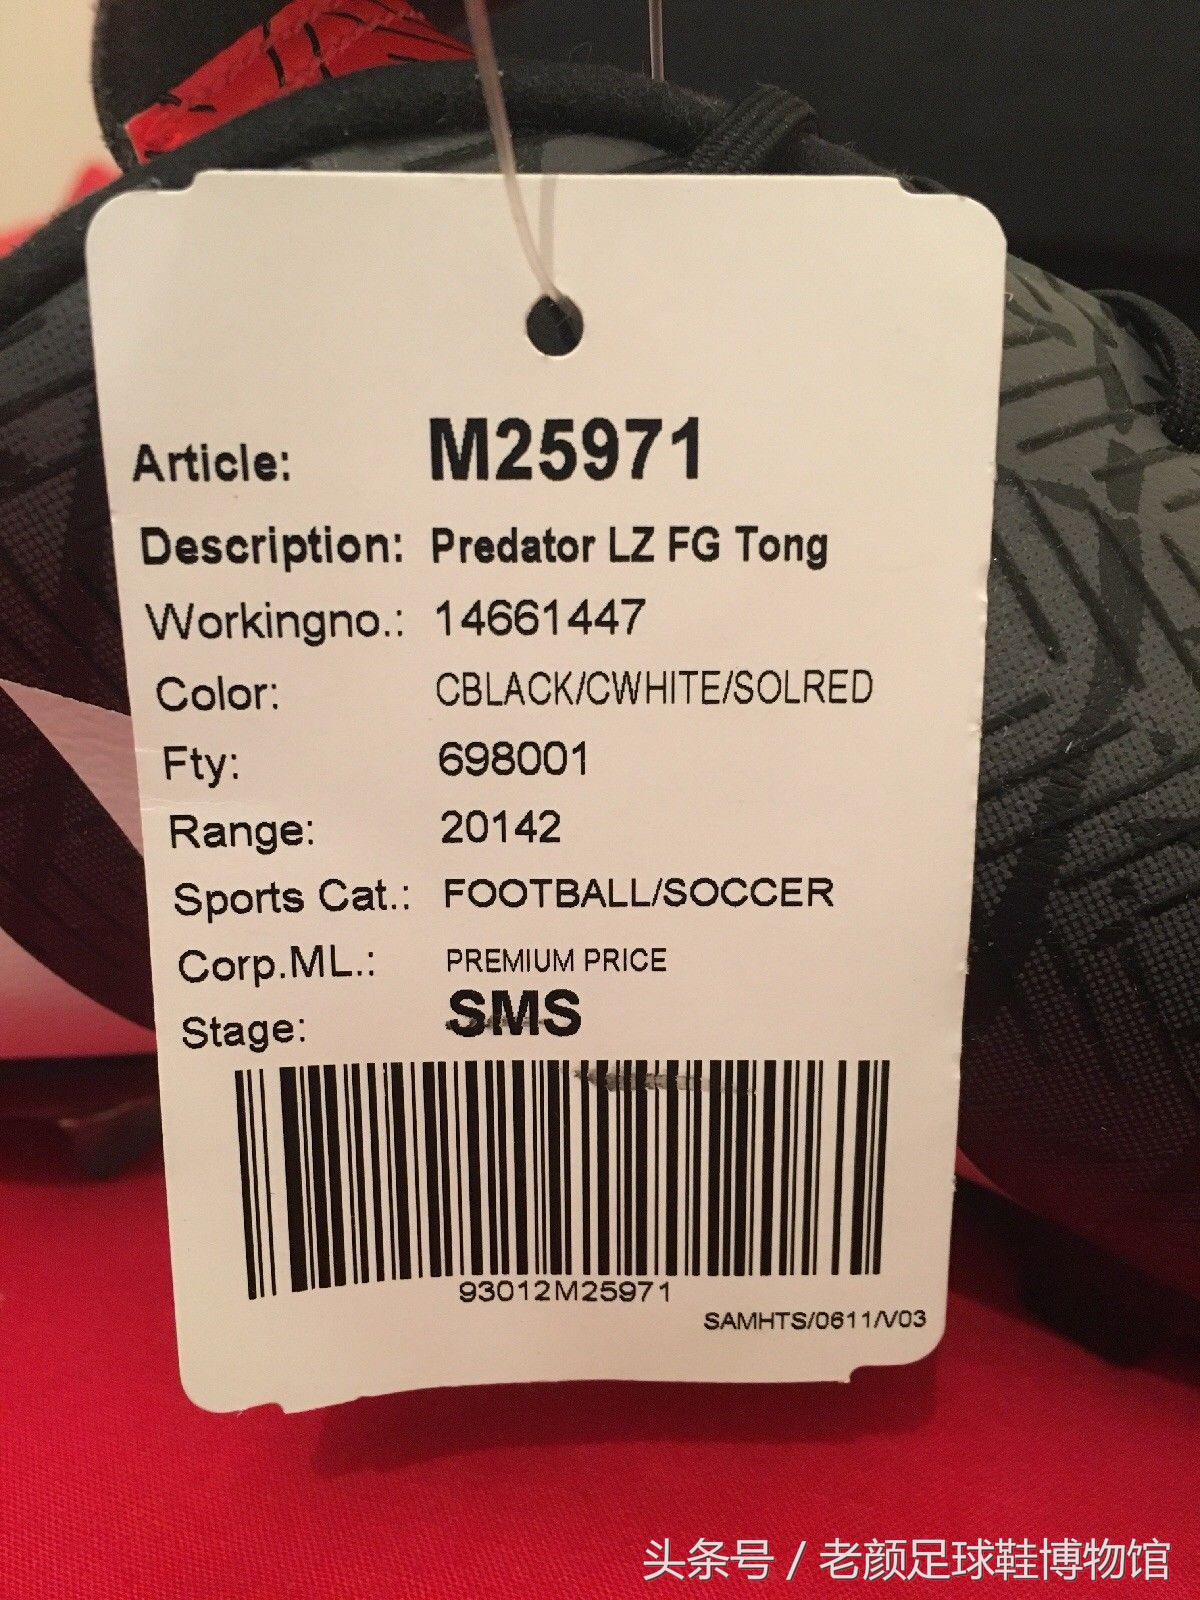 Article: M25971
Description: Predator LZ FG Tong
Workingno.: 14661447
Color: CBLACK/CWHITE/SOLRED
Fty: 698001
Range: 20142
Sports Cat.: FOOTBALL/SOCCER
Corp.ML.: PREMIUM PRICE
Stage: SMS
93012M25971
SAMHTS/0611/V03
头条号 / 老颜足球鞋博物馆